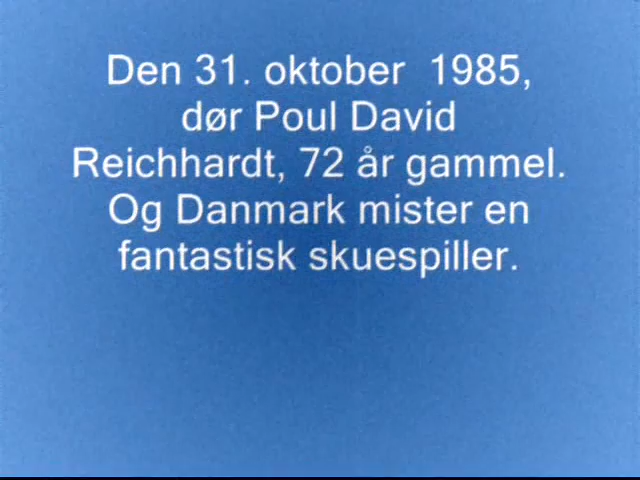 Den 31. oktober  1985,
dør Poul David
Reichhardt, 72 år gammel.
Og Danmark mister en
fantastisk skuespiller.